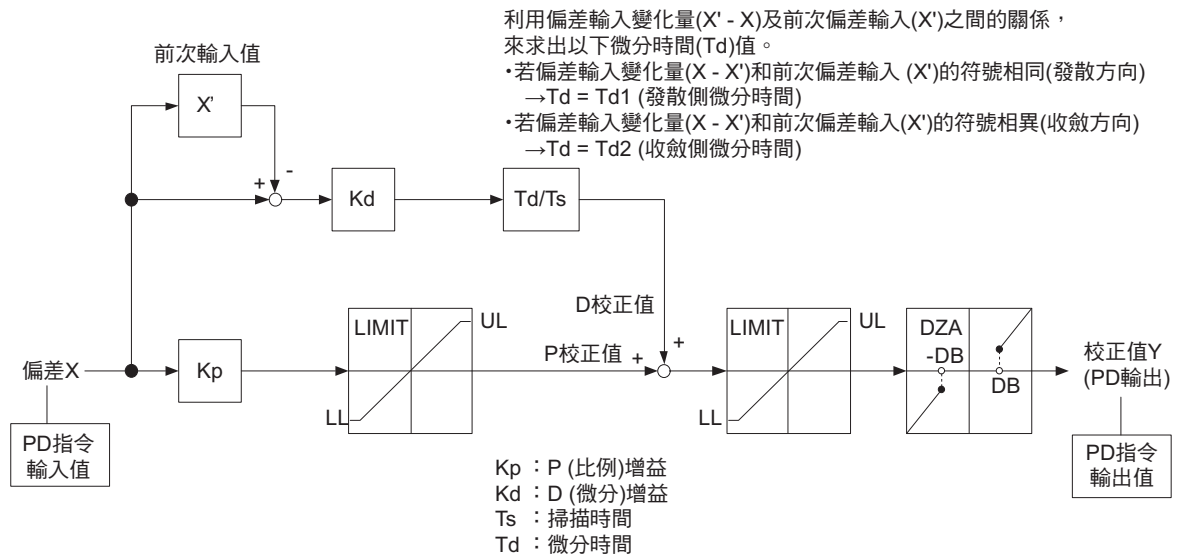 利用偏差輸入變化量(X' - X)及前次偏差輸入(X')之間的關係，
來求出以下微分時間(Td)值。
・若偏差輸入變化量(X - X')和前次偏差輸入 (X')的符號相同(發散方向)
→Td = Td1 (發散側微分時間)
・若偏差輸入變化量(X - X')和前次偏差輸入(X')的符號相異(收斂方向)
→Td = Td2 (收斂側微分時間)
前次輸入值
X'
+
-
Kd
Td/Ts
D校正值
LIMIT
UL
LL
P校正值
+
+
LIMIT
UL
LL
DZA
-DB
DB
偏差X
Kp
校正值Y
(PD輸出)
PD指令
輸入值
PD指令
輸出值
Kp ：P (比例)增益
Kd ：D (微分)增益
Ts ：掃描時間
Td ：微分時間